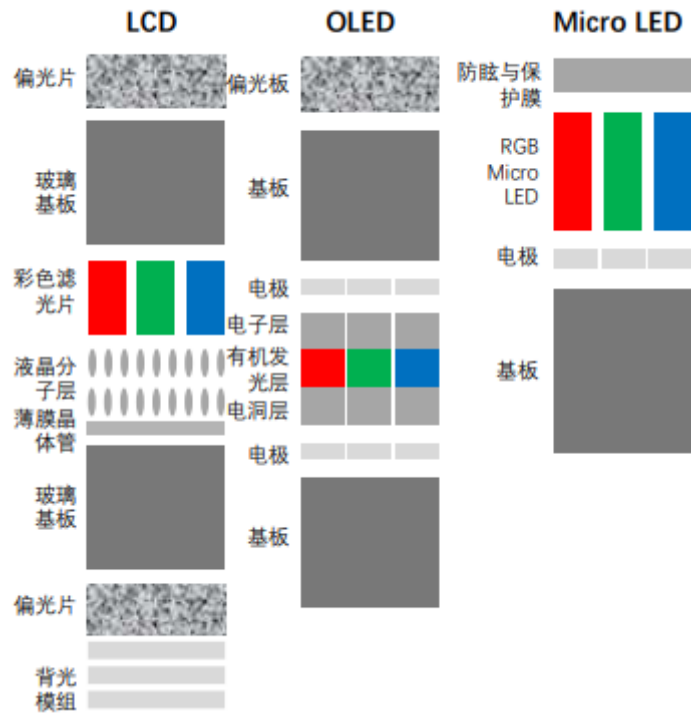 LCD
偏光片
玻璃
基板
彩色滤
光片
液晶分
子层
薄膜晶
体管
玻璃
基板
偏光片
背光
模组
OLED
偏光板
基板
电极
电子层
有机发
光层
电洞层
电极
基板
Micro LED
防眩与保
护膜
RGB
Micro
LED
电极
基板